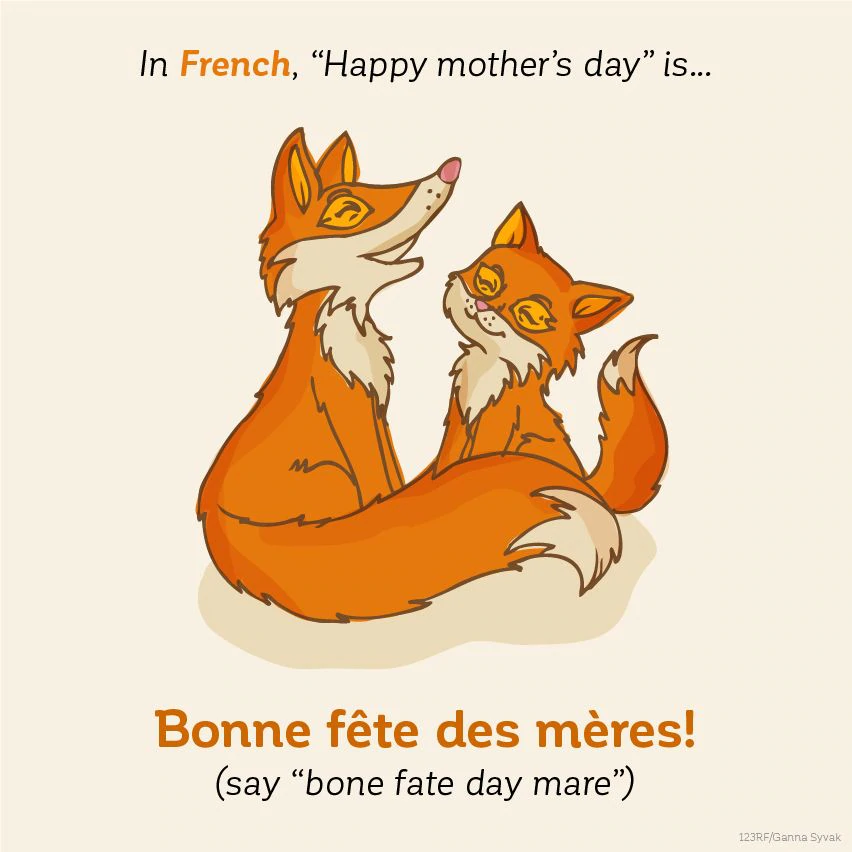 In French, “Happy mother’s day” is...
Bonne fête des mères!
(say “bone fate day mare”)
123RF/Ganna Syvak